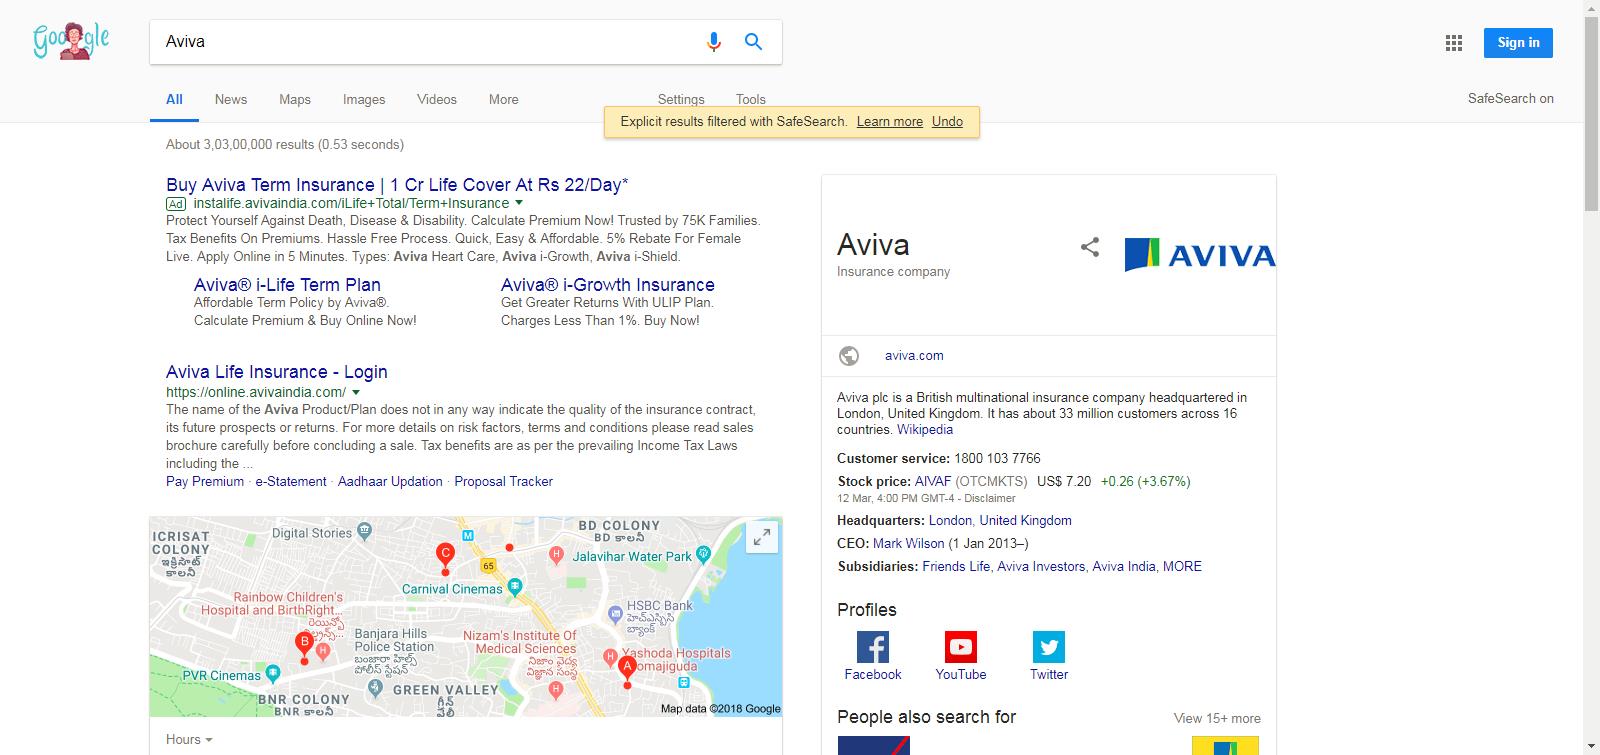 Google
Aviva
Sign in
All News Maps Images Videos More Settings Tools
SafeSearch on
Explicit results filtered with SafeSearch. Learn more Undo
About 3,03,00,000 results (0.53 seconds)
Buy Aviva Term Insurance | 1 Cr Life Cover At Rs 22/Day*
Ad instalife.avivaindia.com/iLife+Total/Term+Insurance
Protect Yourself Against Death, Disease & Disability. Calculate Premium Now! Trusted by 75K Families.
Tax Benefits On Premiums. Hassle Free Process. Quick, Easy & Affordable. 5% Rebate For Female
Live. Apply Online in 5 Minutes. Types: Aviva Heart Care, Aviva i-Growth, Aviva i-Shield.
Aviva® i-Life Term Plan
Affordable Term Policy by Aviva®.
Calculate Premium & Buy Online Now!
Aviva® i-Growth Insurance
Get Greater Returns With ULIP Plan.
Charges Less Than 1%. Buy Now!
Aviva Life Insurance - Login
https://online.avivaindia.com/
The name of the Aviva Product/Plan does not in any way indicate the quality of the insurance contract,
its future prospects or returns. For more details on risk factors, terms and conditions please read sales
brochure carefully before concluding a sale. Tax benefits are as per the prevailing Income Tax Laws
including the ...
Pay Premium · e-Statement · Aadhaar Updation · Proposal Tracker
ICRISAT
COLONY
ఇక్రిసాట్
కాలనీ
Digital Stories
M
BD COLONY
BD కాలనీ
C
65
H
Jalavihar Water Park
Carnival Cinemas
Rainbow Children's
Hospital and BirthRight...
రెయిన్బో
చిల్డ్రన్స్...
HSBC Bank
హెచ్ఎస్బిసి
బ్యాంక్
B
H
Banjara Hills
Police Station
బంజారా హిల్స్
పోలీస్ స్టేషన్
Nizam's Institute Of
Medical Sciences
నిజాం వైద్య
విజ్ఞాన సంస్థ
H
H
Yashoda Hospitals
omajiguda
A
PVR Cinemas
BNR COLONY
BNR కాలనీ
GREEN VALLEY
గ్రీన్
వేలీ
Map data ©2018 Google
Hours
Aviva
Insurance company
AVIVA
aviva.com
Aviva plc is a British multinational insurance company headquartered in
London, United Kingdom. It has about 33 million customers across 16
countries. Wikipedia
Customer service: 1800 103 7766
Stock price: AIVAF (OTCMKTS) US$ 7.20 +0.26 (+3.67%)
12 Mar, 4:00 PM GMT-4 - Disclaimer
Headquarters: London, United Kingdom
CEO: Mark Wilson (1 Jan 2013–)
Subsidiaries: Friends Life, Aviva Investors, Aviva India, MORE
Profiles
Facebook YouTube Twitter
People also search for View 15+ more